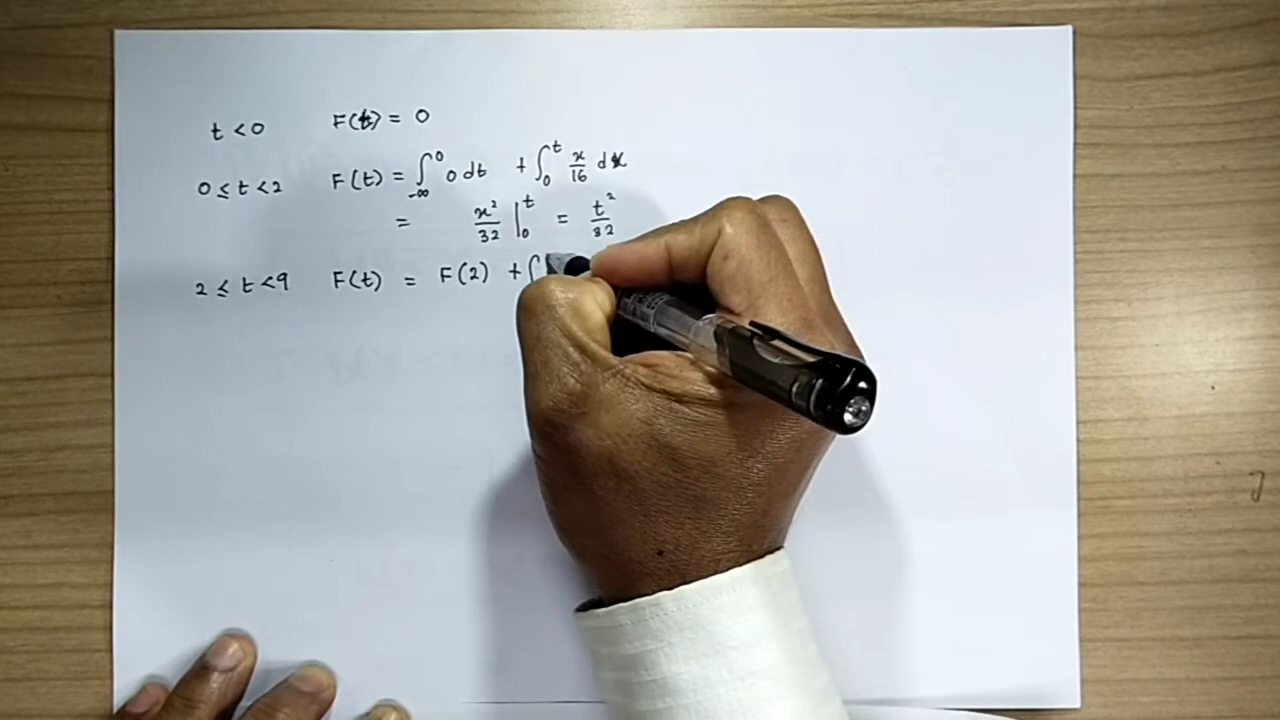 t < 0 F(t) = 0
0 ≤ t < 2 F(t) = ∫_{-∞}^{0} 0 dt + ∫_{0}^{t} x/16 dx
= x²/32 |_{0}^{t} = t²/32
2 ≤ t < 9 F(t) = F(2) + ∫